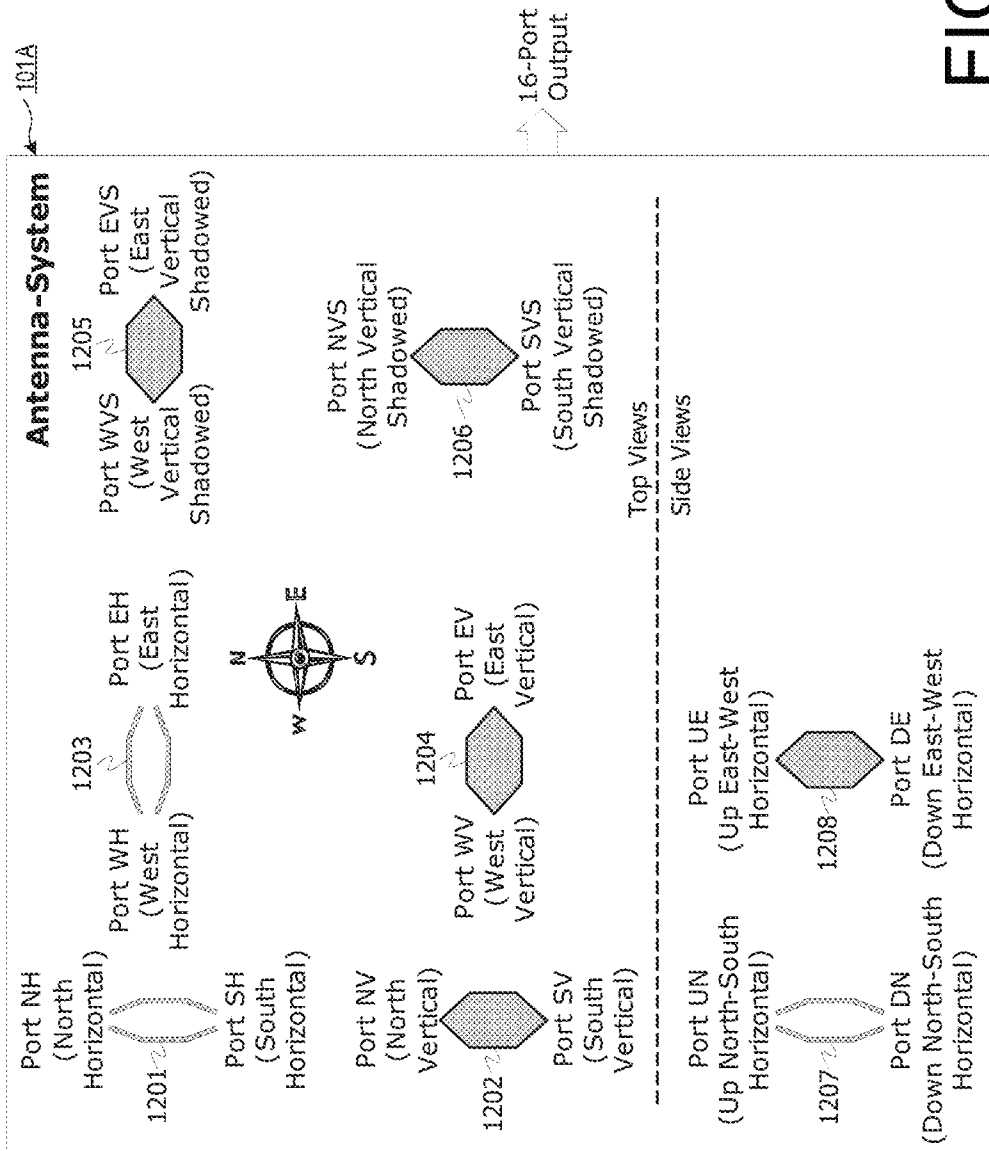 101A
Antenna-System
Port NH
(North
Horizontal)
1201
Port SH
(South
Horizontal)
1203
Port WH
(West
Horizontal)
Port EH
(East
Horizontal)
1205
Port WVS
(West
Vertical
Shadowed)
Port EVS
(East
Vertical
Shadowed)
N
W
E
S
Port NV
(North
Vertical)
1202
Port SV
(South
Vertical)
1204
Port WV
(West
Vertical)
Port EV
(East
Vertical)
Port NVS
(North Vertical
Shadowed)
1206
Port SVS
(South Vertical
Shadowed)
16-Port
Output
Top Views
Side Views
Port UN
(Up North-South
Horizontal)
1207
Port DN
(Down North-South
Horizontal)
Port UE
(Up East-West
Horizontal)
1208
Port DE
(Down East-West
Horizontal)